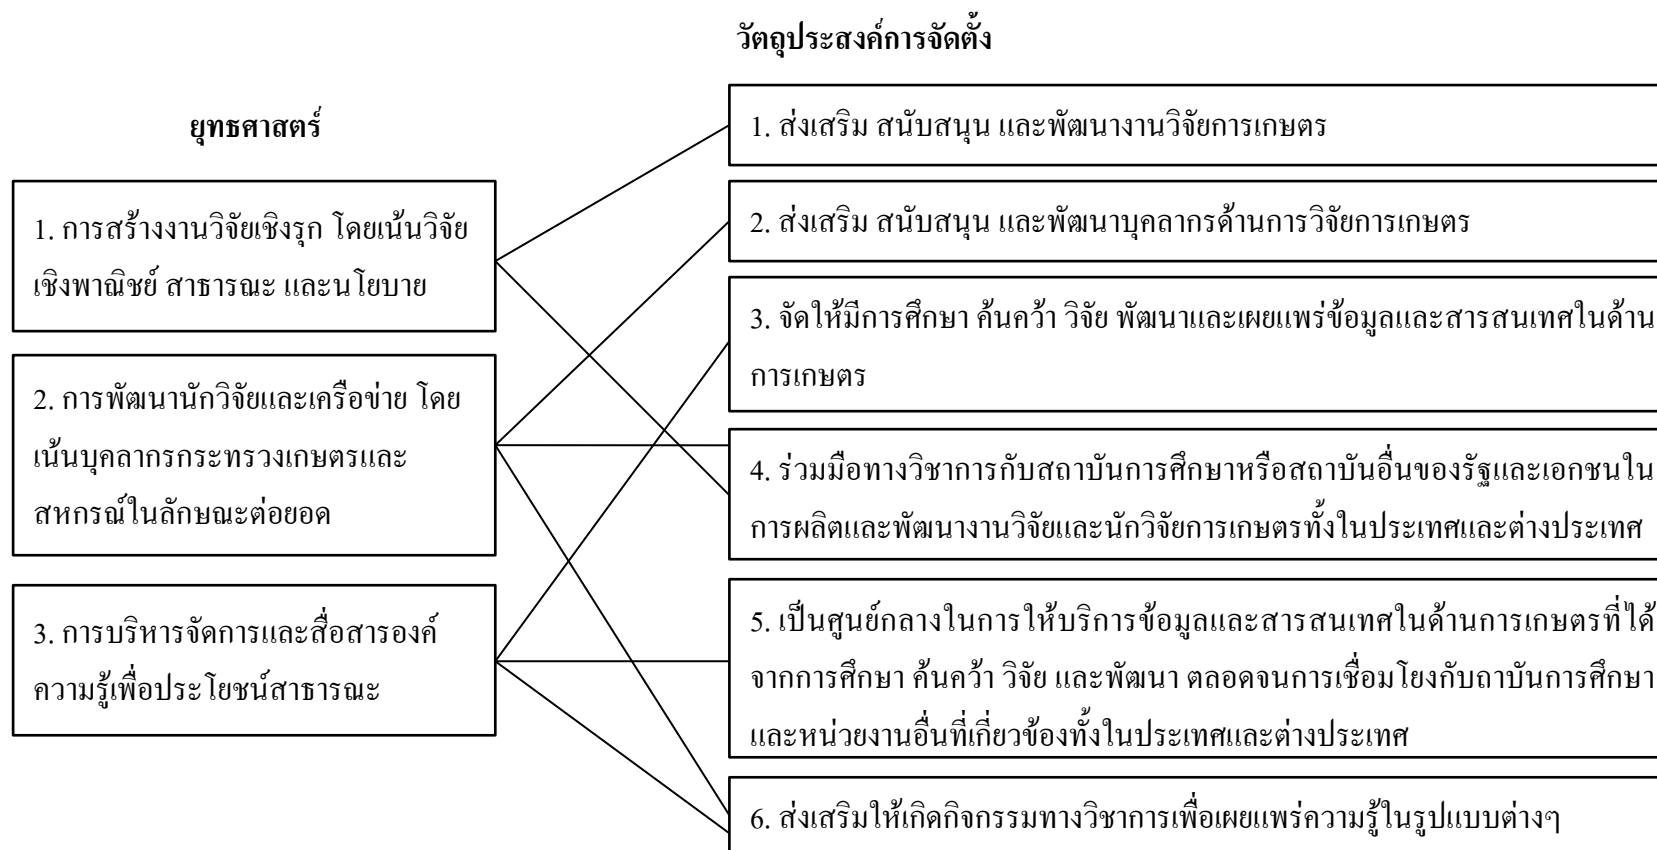 วัตถุประสงค์การจัดตั้ง
ยุทธศาสตร์
1. การสร้างงานวิจัยเชิงรุก โดยเน้นวิจัย
เชิงพาณิชย์ สาธารณะ และนโยบาย
2. การพัฒนานักวิจัยและเครือข่าย โดย
เน้นบุคลากรกระทรวงเกษตรและ
สหกรณ์ในลักษณะต่อยอด
3. การบริหารจัดการและสื่อสารองค์
ความรู้เพื่อประโยชน์สาธารณะ
1. ส่งเสริม สนับสนุน และพัฒนางานวิจัยการเกษตร
2. ส่งเสริม สนับสนุน และพัฒนาบุคลากรด้านการวิจัยการเกษตร
3. จัดให้มีการศึกษา ค้นคว้า วิจัย พัฒนาและเผยแพร่ข้อมูลและสารสนเทศในด้าน
การเกษตร
4. ร่วมมือทางวิชาการกับสถาบันการศึกษาหรือสถาบันอื่นของรัฐและเอกชนใน
การผลิตและพัฒนางานวิจัยและนักวิจัยการเกษตรทั้งในประเทศและต่างประเทศ
5. เป็นศูนย์กลางในการให้บริการข้อมูลและสารสนเทศในด้านการเกษตรที่ได้
จากการศึกษา ค้นคว้า วิจัย และพัฒนา ตลอดจนการเชื่อมโยงกับถาบันการศึกษา
และหน่วยงานอื่นที่เกี่ยวข้องทั้งในประเทศและต่างประเทศ
6. ส่งเสริมให้เกิดกิจกรรมทางวิชาการเพื่อเผยแพร่ความรู้ในรูปแบบต่างๆ